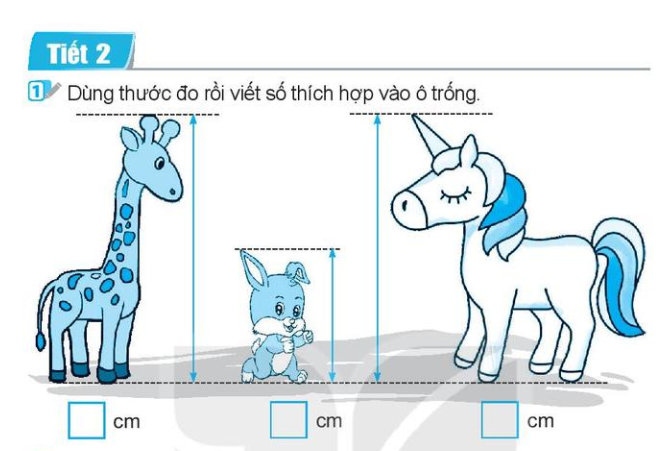 Tiết 2
1 Dùng thước đo rồi viết số thích hợp vào ô trống.
cm cm cm